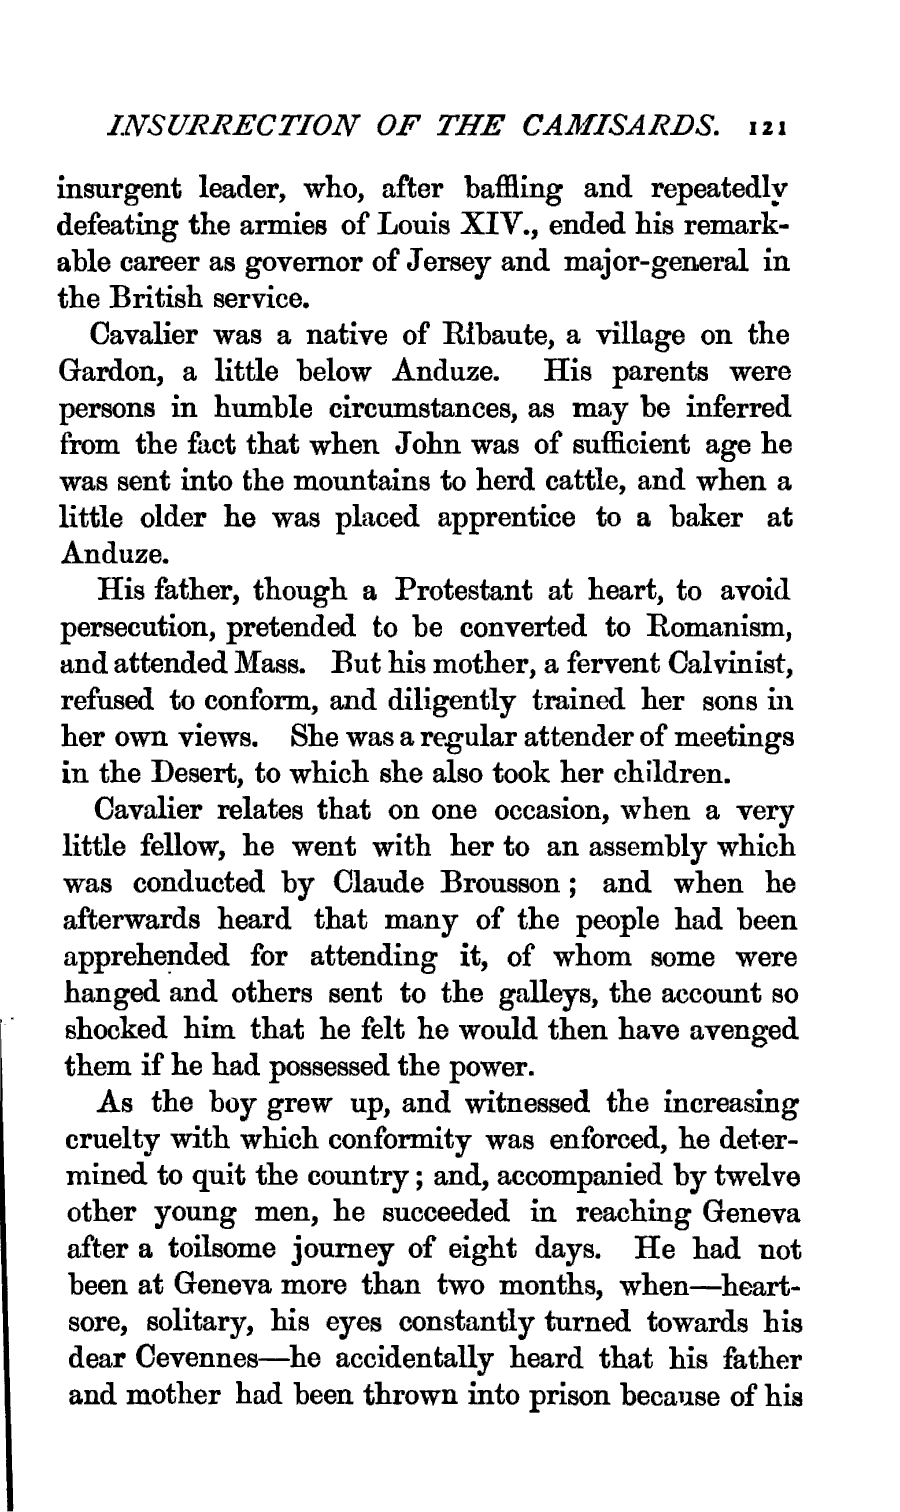 INSURRECTION OF THE CAMISARDS. 121
insurgent leader, who, after baffling and repeatedly
defeating the armies of Louis XIV., ended his remark-
able career as governor of Jersey and major-general in
the British service.
Cavalier was a native of Ribaute, a village on the
Gardon, a little below Anduze. His parents were
persons in humble circumstances, as may be inferred
from the fact that when John was of sufficient age he
was sent into the mountains to herd cattle, and when a
little older he was placed apprentice to a baker at
Anduze.
His father, though a Protestant at heart, to avoid
persecution, pretended to be converted to Romanism,
and attended Mass. But his mother, a fervent Calvinist,
refused to conform, and diligently trained her sons in
her own views. She was a regular attender of meetings
in the Desert, to which she also took her children.
Cavalier relates that on one occasion, when a very
little fellow, he went with her to an assembly which
was conducted by Claude Brousson; and when he
afterwards heard that many of the people had been
apprehended for attending it, of whom some were
hanged and others sent to the galleys, the account so
shocked him that he felt he would then have avenged
them if he had possessed the power.
As the boy grew up, and witnessed the increasing
cruelty with which conformity was enforced, he deter-
mined to quit the country; and, accompanied by twelve
other young men, he succeeded in reaching Geneva
after a toilsome journey of eight days. He had not
been at Geneva more than two months, when—heart-
sore, solitary, his eyes constantly turned towards his
dear Cevennes—he accidentally heard that his father
and mother had been thrown into prison because of his